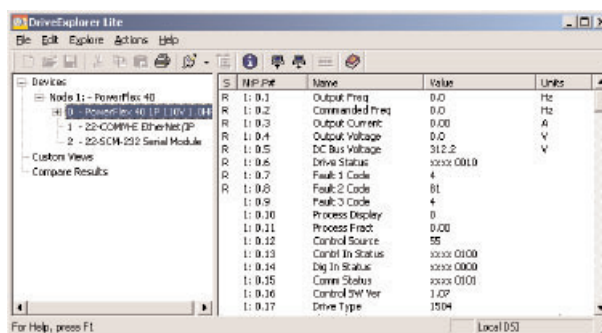 DriveExplorer Lite
File Edit Explore Actions Help
Devices
Node 1: - PowerFlex 40
0 - PowerFlex 40 1P 110V
1 - 22-COMM-E EtherNet/IP
2 - 22-SCM-232 Serial Module
Custom Views
Compare Results
S N:P.P# Name Value Units
R 1: 0.1 Output Freq 0.0 Hz
R 1: 0.2 Commanded Freq 0.0 Hz
R 1: 0.3 Output Current 0.00 A
R 1: 0.4 Output Voltage 0.0 V
R 1: 0.5 DC Bus Voltage 312.2 V
R 1: 0.6 Drive Status xxxx 0010
R 1: 0.7 Fault 1 Code 4
R 1: 0.8 Fault 2 Code 81
1: 0.9 Fault 3 Code 4
1: 0.10 Process Display 0
1: 0.11 Process Fract 0.00
1: 0.12 Control Source 55
1: 0.13 Contrl In Status xxxx 0100
1: 0.14 Dig In Status xxxx 0000
1: 0.15 Comm Status xxxx 0101
1: 0.16 Control SW Ver 1.07
1: 0.17 Drive Type 1504
For Help, press F1
Local DSI